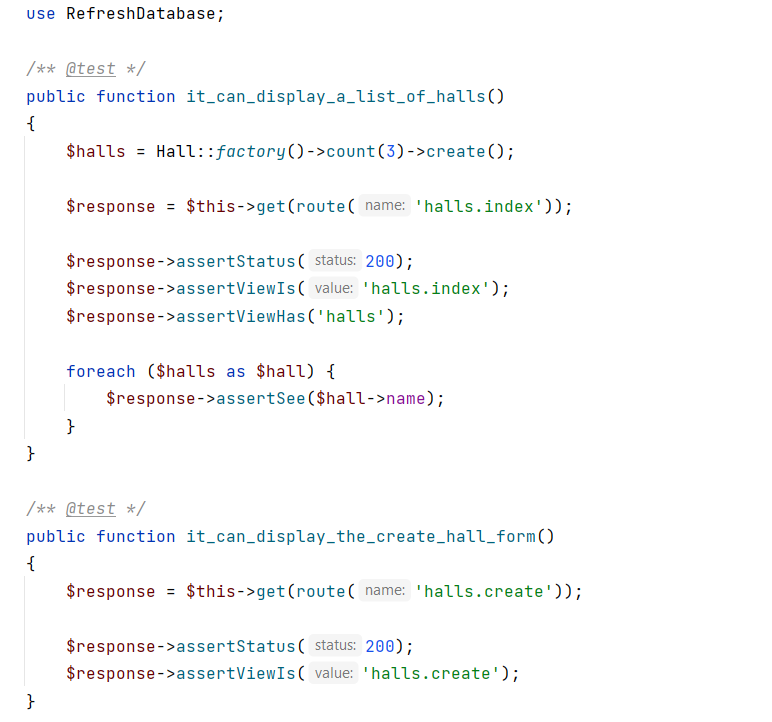 use RefreshDatabase;
/** @test */
public function it_can_display_a_list_of_halls()
{
    $halls = Hall::factory()->count(3)->create();
    $response = $this->get(route( name: 'halls.index'));
    $response->assertStatus( status: 200);
    $response->assertViewIs( value: 'halls.index');
    $response->assertViewHas('halls');
    foreach ($halls as $hall) {
        $response->assertSee($hall->name);
    }
}
/** @test */
public function it_can_display_the_create_hall_form()
{
    $response = $this->get(route( name: 'halls.create'));
    $response->assertStatus( status: 200);
    $response->assertViewIs( value: 'halls.create');
}